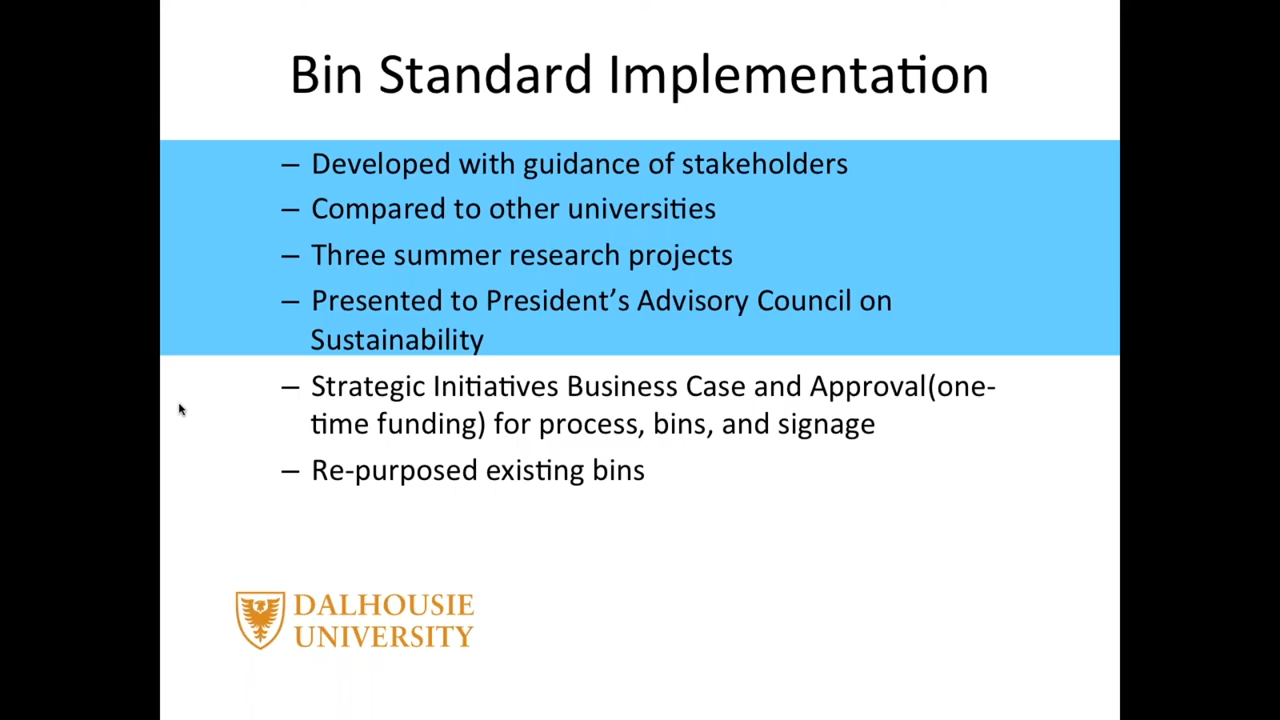 Bin Standard Implementation
– Developed with guidance of stakeholders
– Compared to other universities
– Three summer research projects
– Presented to President’s Advisory Council on
Sustainability
– Strategic Initiatives Business Case and Approval(one-
time funding) for process, bins, and signage
– Re-purposed existing bins
DALHOUSIE
UNIVERSITY